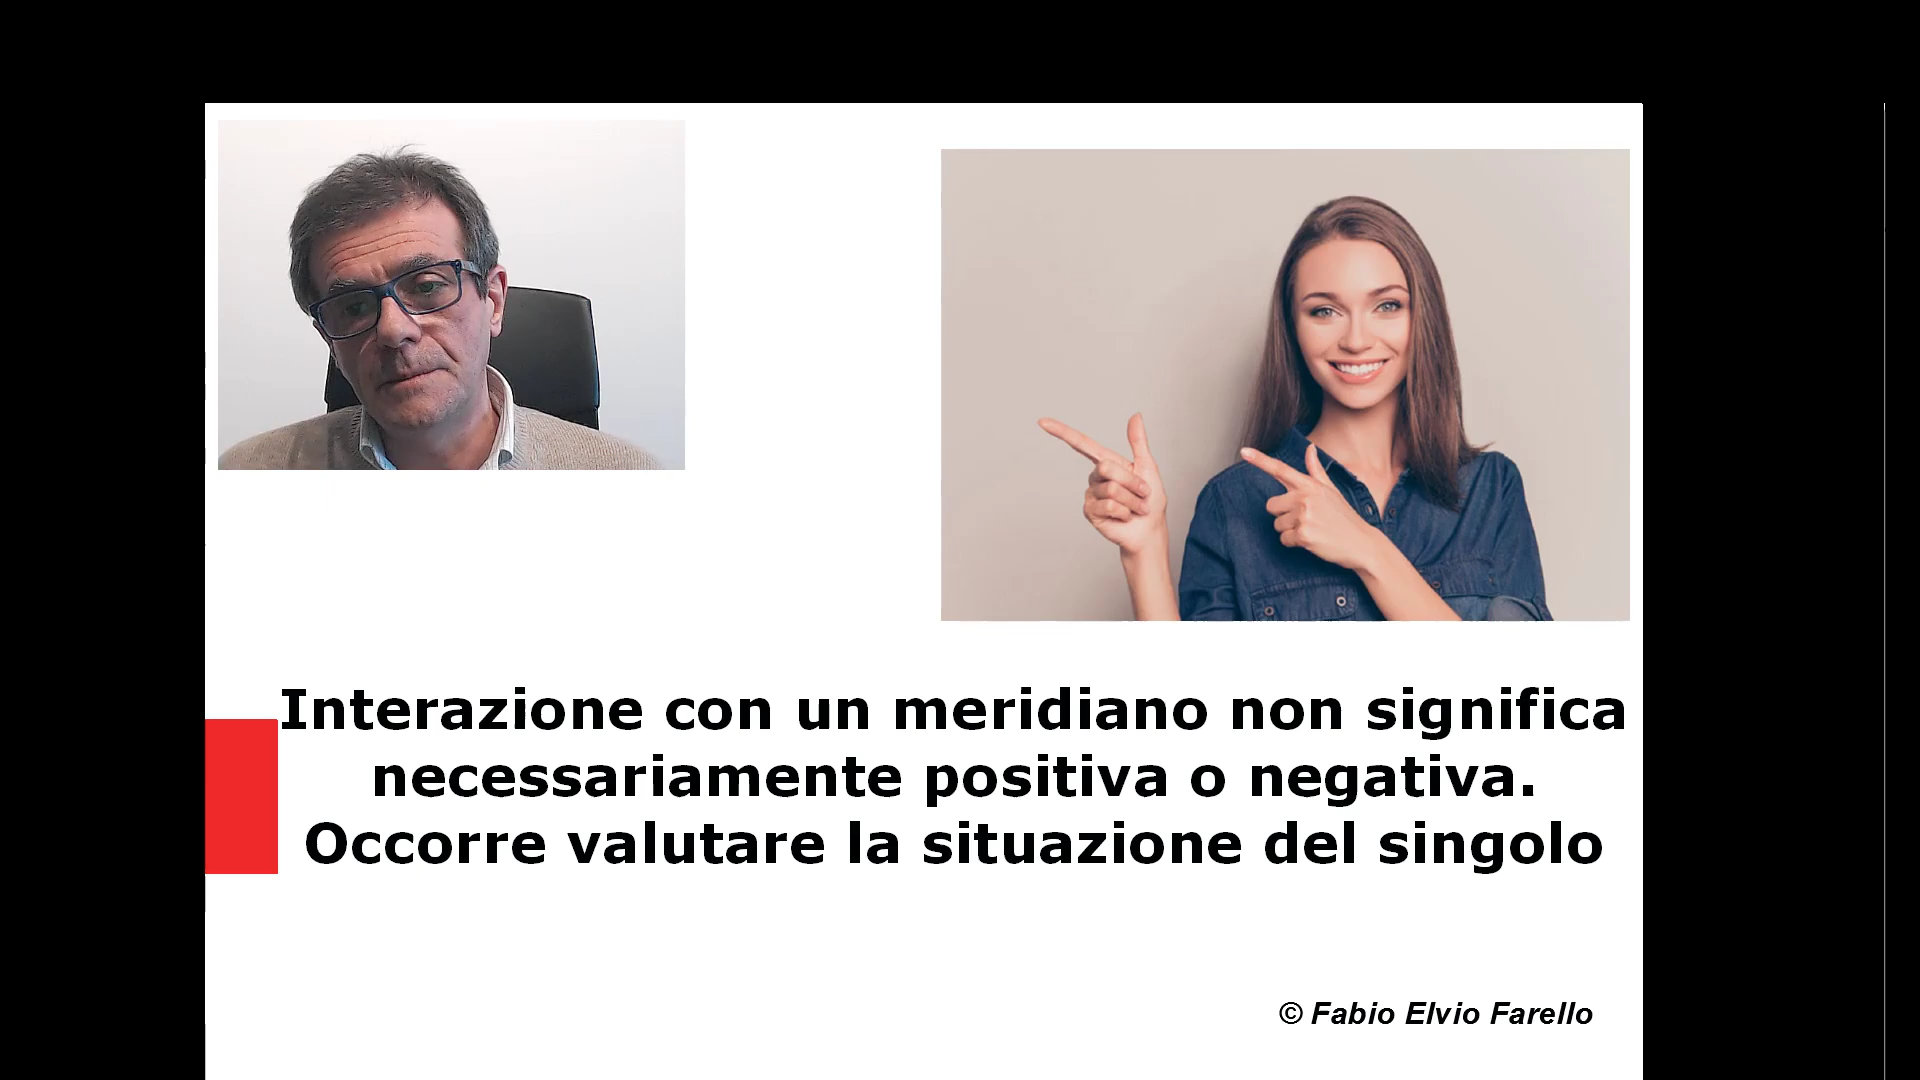 Interazione con un meridiano non significa
necessariamente positiva o negativa.
Occorre valutare la situazione del singolo
© Fabio Elvio Farello